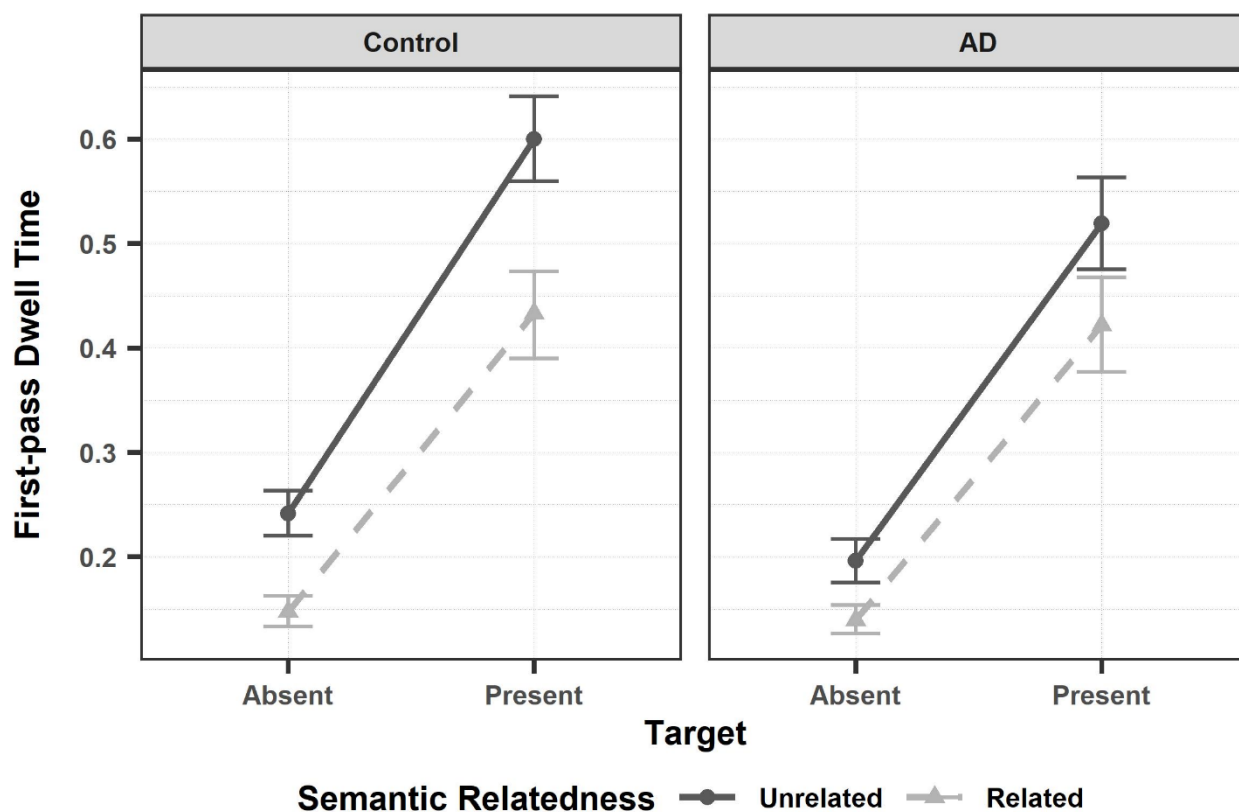 Control
AD
First-pass Dwell Time
0.6
0.5
0.4
0.3
0.2
Absent
Present
Absent
Present
Target
Semantic Relatedness Unrelated Related